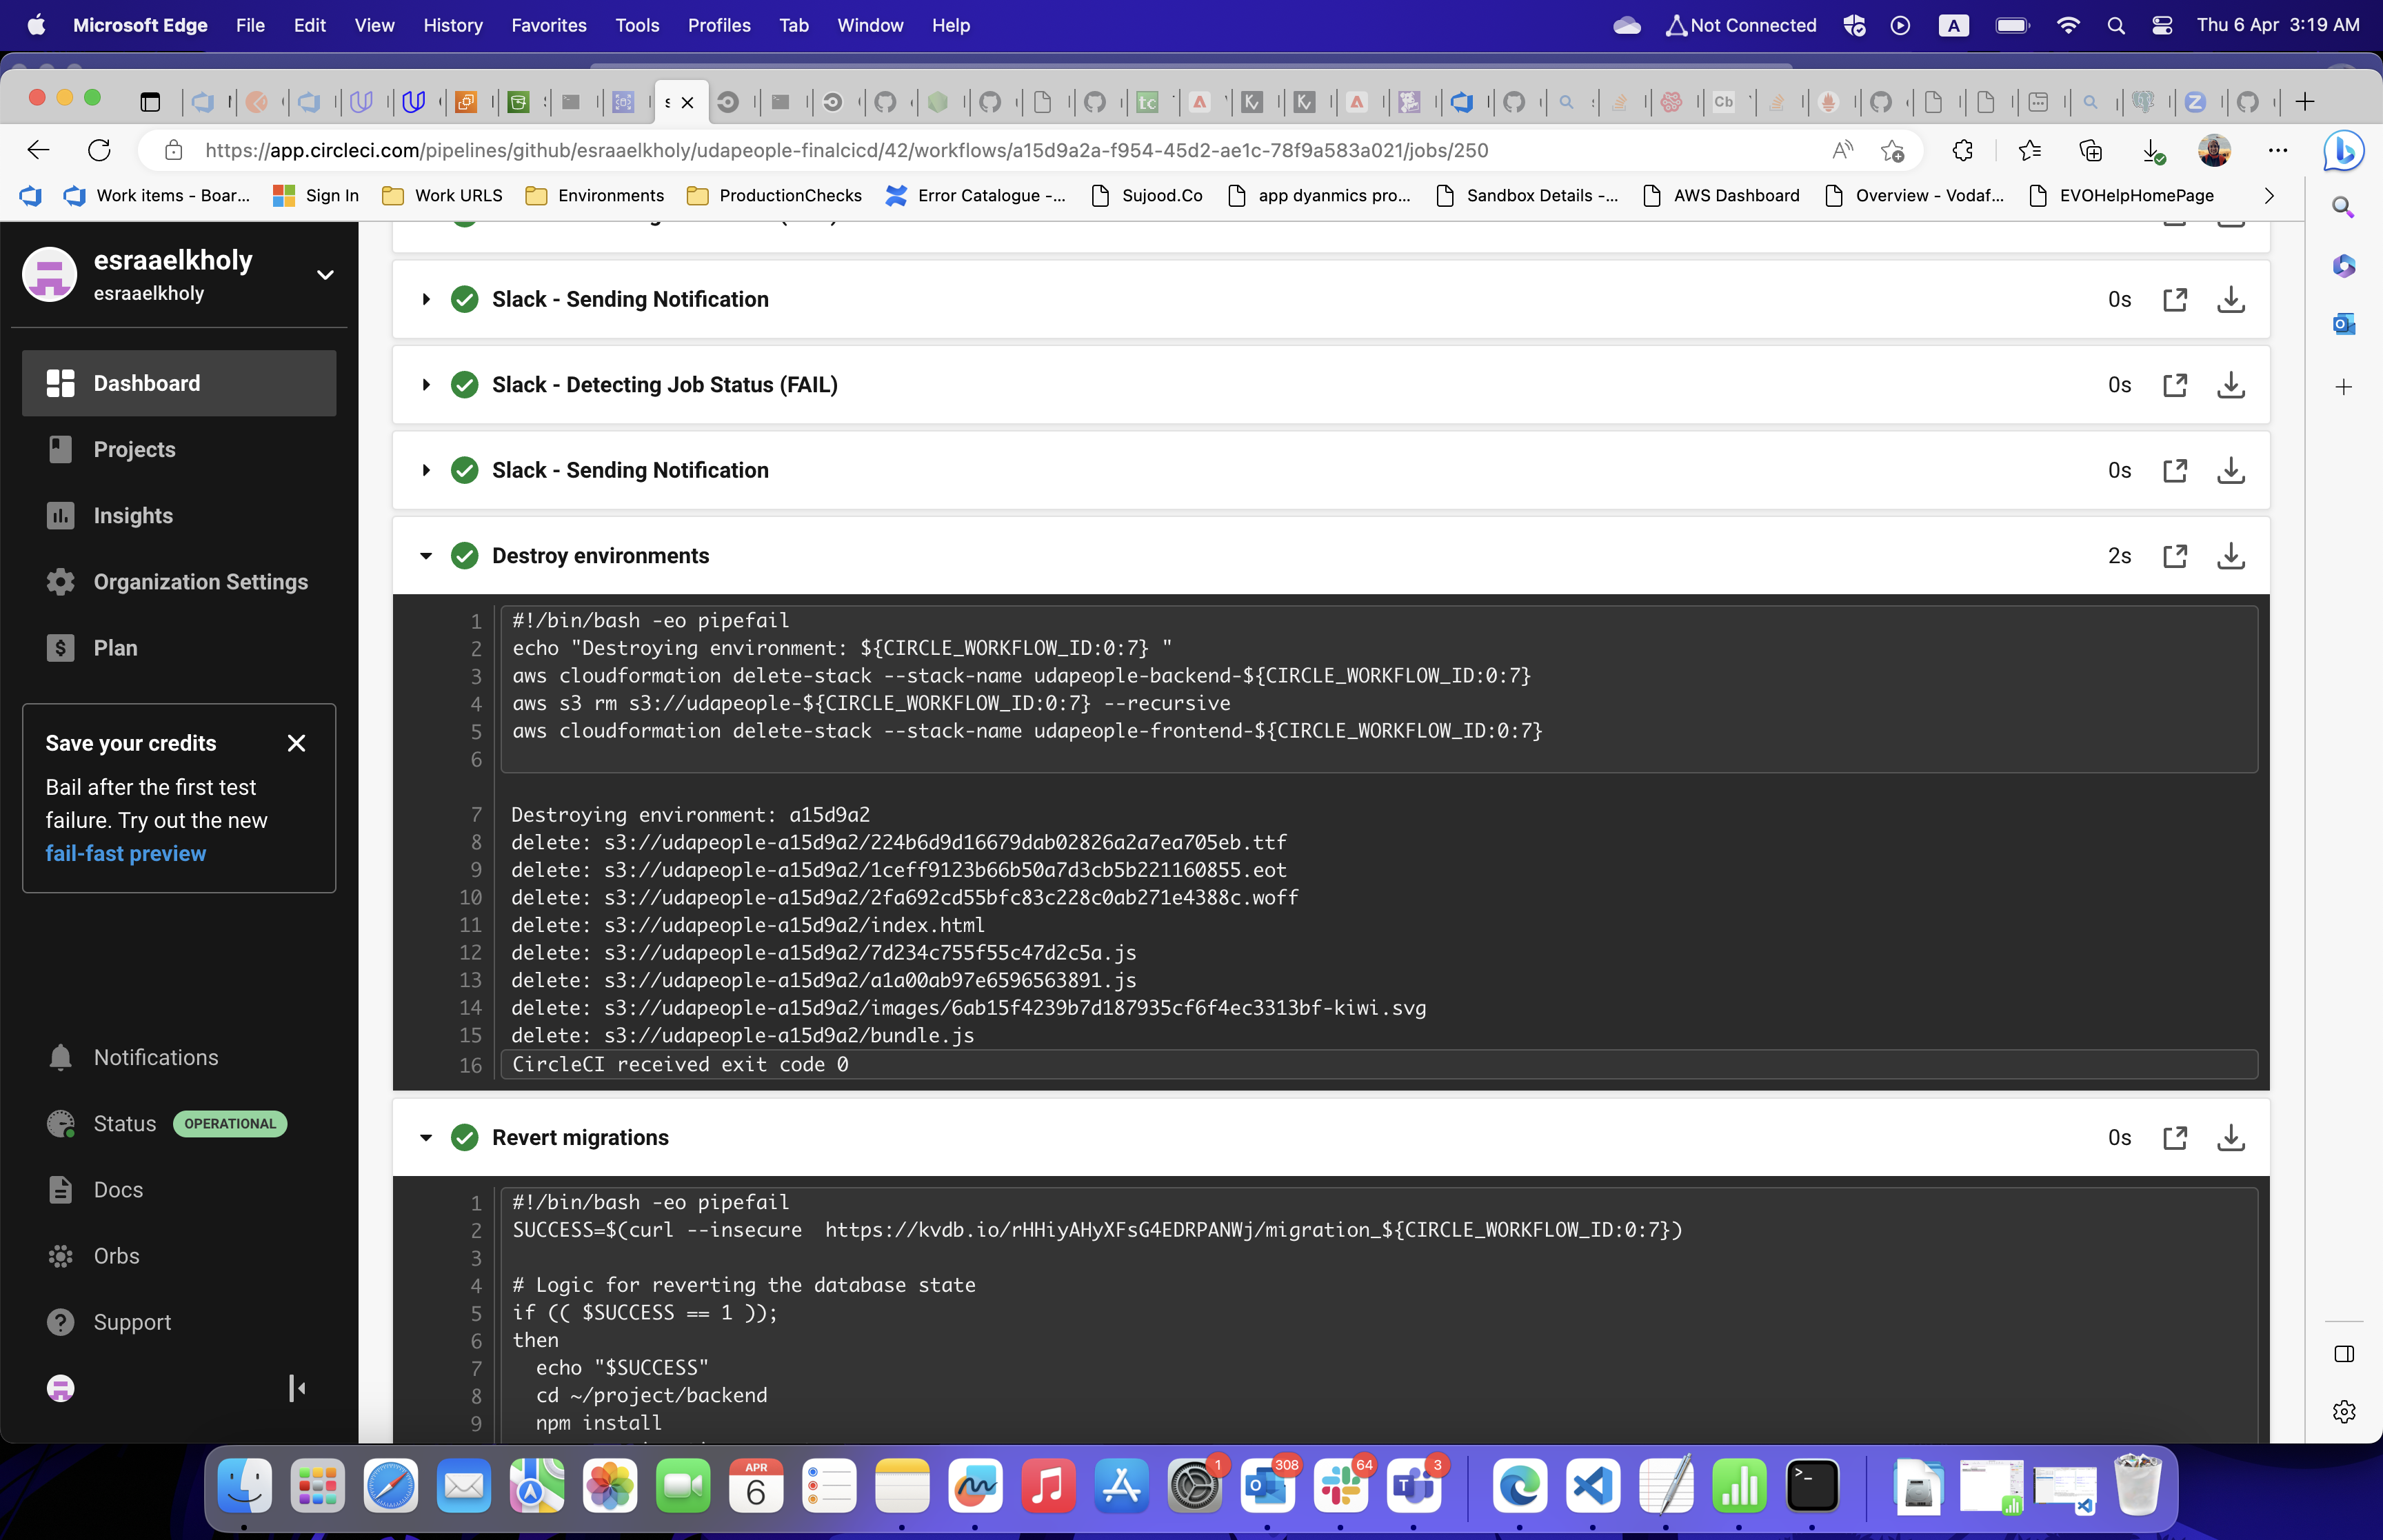 Microsoft Edge File Edit View History Favorites Tools Profiles Tab Window Help Not Connected A Thu 6 Apr 3:19 AM
https://app.circleci.com/pipelines/github/esraaelkholy/udapeople-finalcicd/42/workflows/a15d9a2a-f954-45d2-ae1c-78f9a583a021/jobs/250
Work items - Boar... Sign In Work URLS Environments ProductionChecks Error Catalogue -... Sujood.Co app dyanmics pro... Sandbox Details -... AWS Dashboard Overview - Vodaf... EVOHelpHomePage
esraaelkholy
esraaelkholy
Dashboard
Projects
Insights
Organization Settings
Plan
Save your credits
Bail after the first test
failure. Try out the new
fail-fast preview
Notifications
Status OPERATIONAL
Docs
Orbs
Support
Slack - Sending Notification 0s
Slack - Detecting Job Status (FAIL) 0s
Slack - Sending Notification 0s
Destroy environments 2s
1 #!/bin/bash -eo pipefail
2 echo "Destroying environment: ${CIRCLE_WORKFLOW_ID:0:7} "
3 aws cloudformation delete-stack --stack-name udapeople-backend-${CIRCLE_WORKFLOW_ID:0:7}
4 aws s3 rm s3://udapeople-${CIRCLE_WORKFLOW_ID:0:7} --recursive
5 aws cloudformation delete-stack --stack-name udapeople-frontend-${CIRCLE_WORKFLOW_ID:0:7}
6
7 Destroying environment: a15d9a2
8 delete: s3://udapeople-a15d9a2/224b6d9d16679dab02826a2a7ea705eb.ttf
9 delete: s3://udapeople-a15d9a2/1ceff9123b66b50a7d3cb5b221160855.eot
10 delete: s3://udapeople-a15d9a2/2fa692cd55bfc83c228c0ab271e4388c.woff
11 delete: s3://udapeople-a15d9a2/index.html
12 delete: s3://udapeople-a15d9a2/7d234c755f55c47d2c5a.js
13 delete: s3://udapeople-a15d9a2/a1a00ab97e6596563891.js
14 delete: s3://udapeople-a15d9a2/images/6ab15f4239b7d187935cf6f4ec3313bf-kiwi.svg
15 delete: s3://udapeople-a15d9a2/bundle.js
16 CircleCI received exit code 0
Revert migrations 0s
1 #!/bin/bash -eo pipefail
2 SUCCESS=$(curl --insecure  https://kvdb.io/rHHiyAHyXFsG4EDRPANWj/migration_${CIRCLE_WORKFLOW_ID:0:7})
3
4 # Logic for reverting the database state
5 if (( $SUCCESS == 1 ));
6 then
7 echo "$SUCCESS"
8 cd ~/project/backend
9 npm install
APR
6
1
308
64
3